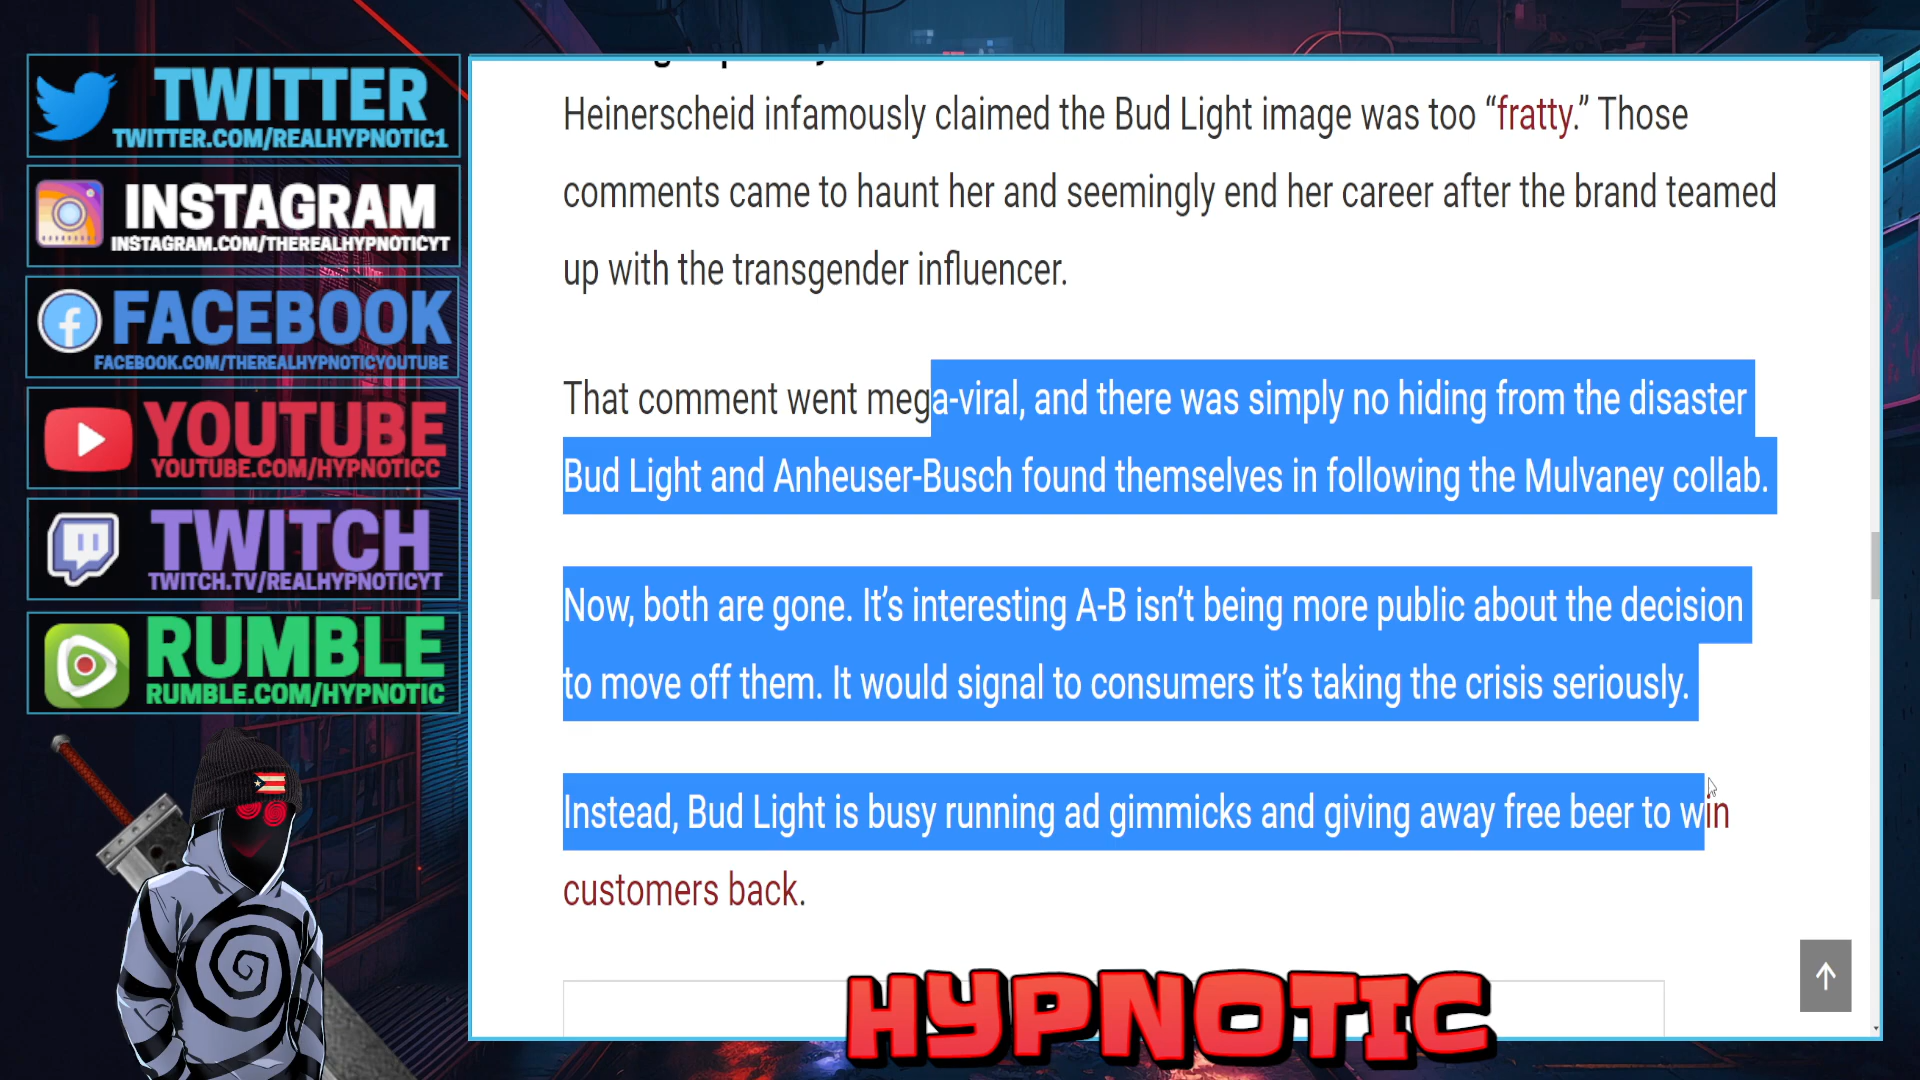 TWITTER
TWITTER.COM/REALHYPNOTIC1
INSTAGRAM
INSTAGRAM.COM/THEREALHYPNOTICYT
FACEBOOK
FACEBOOK.COM/THEREALHYPNOTICYOUTUBE
YOUTUBE
YOUTUBE.COM/HYPNOTICC
TWITCH
TWITCH.TV/REALHYPNOTICYT
RUMBLE
RUMBLE.COM/HYPNOTIC
Heinerscheid infamously claimed the Bud Light image was too “fratty.” Those
comments came to haunt her and seemingly end her career after the brand teamed
up with the transgender influencer.
That comment went mega-viral, and there was simply no hiding from the disaster
Bud Light and Anheuser-Busch found themselves in following the Mulvaney collab.
Now, both are gone. It’s interesting A-B isn’t being more public about the decision
to move off them. It would signal to consumers it’s taking the crisis seriously.
Instead, Bud Light is busy running ad gimmicks and giving away free beer to win
customers back.
HYPNOTIC